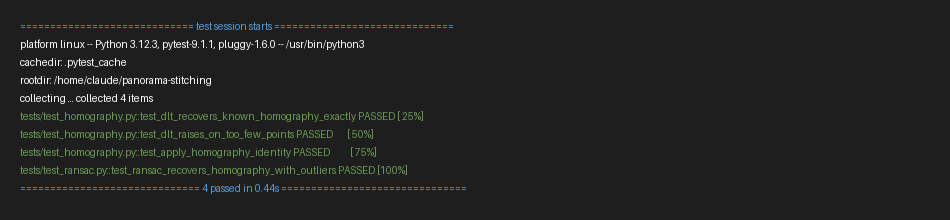 ============================= test session starts ==============================
platform linux -- Python 3.12.3, pytest-9.1.1, pluggy-1.6.0 -- /usr/bin/python3
cachedir: .pytest_cache
rootdir: /home/claude/panorama-stitching
collecting ... collected 4 items
tests/test_homography.py::test_dlt_recovers_known_homography_exactly PASSED [ 25%]
tests/test_homography.py::test_dlt_raises_on_too_few_points PASSED [ 50%]
tests/test_homography.py::test_apply_homography_identity PASSED [ 75%]
tests/test_ransac.py::test_ransac_recovers_homography_with_outliers PASSED [100%]
============================== 4 passed in 0.44s ===============================